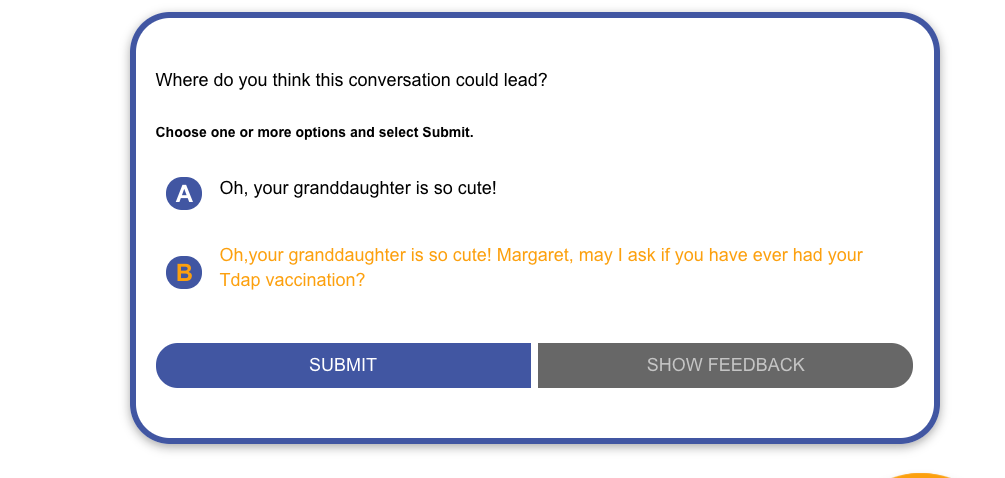 Where do you think this conversation could lead?
Choose one or more options and select Submit.
A Oh, your granddaughter is so cute!
B Oh,your granddaughter is so cute! Margaret, may I ask if you have ever had your
Tdap vaccination?
SUBMIT SHOW FEEDBACK